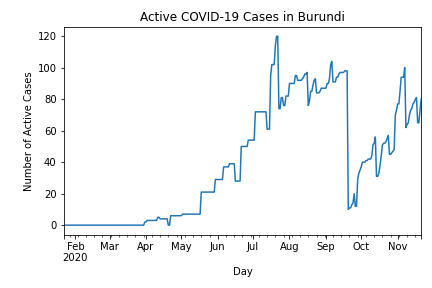 Active COVID-19 Cases in Burundi
Number of Active Cases
120
100
80
60
40
20
0
Feb Mar Apr May Jun Jul Aug Sep Oct Nov
2020
Day